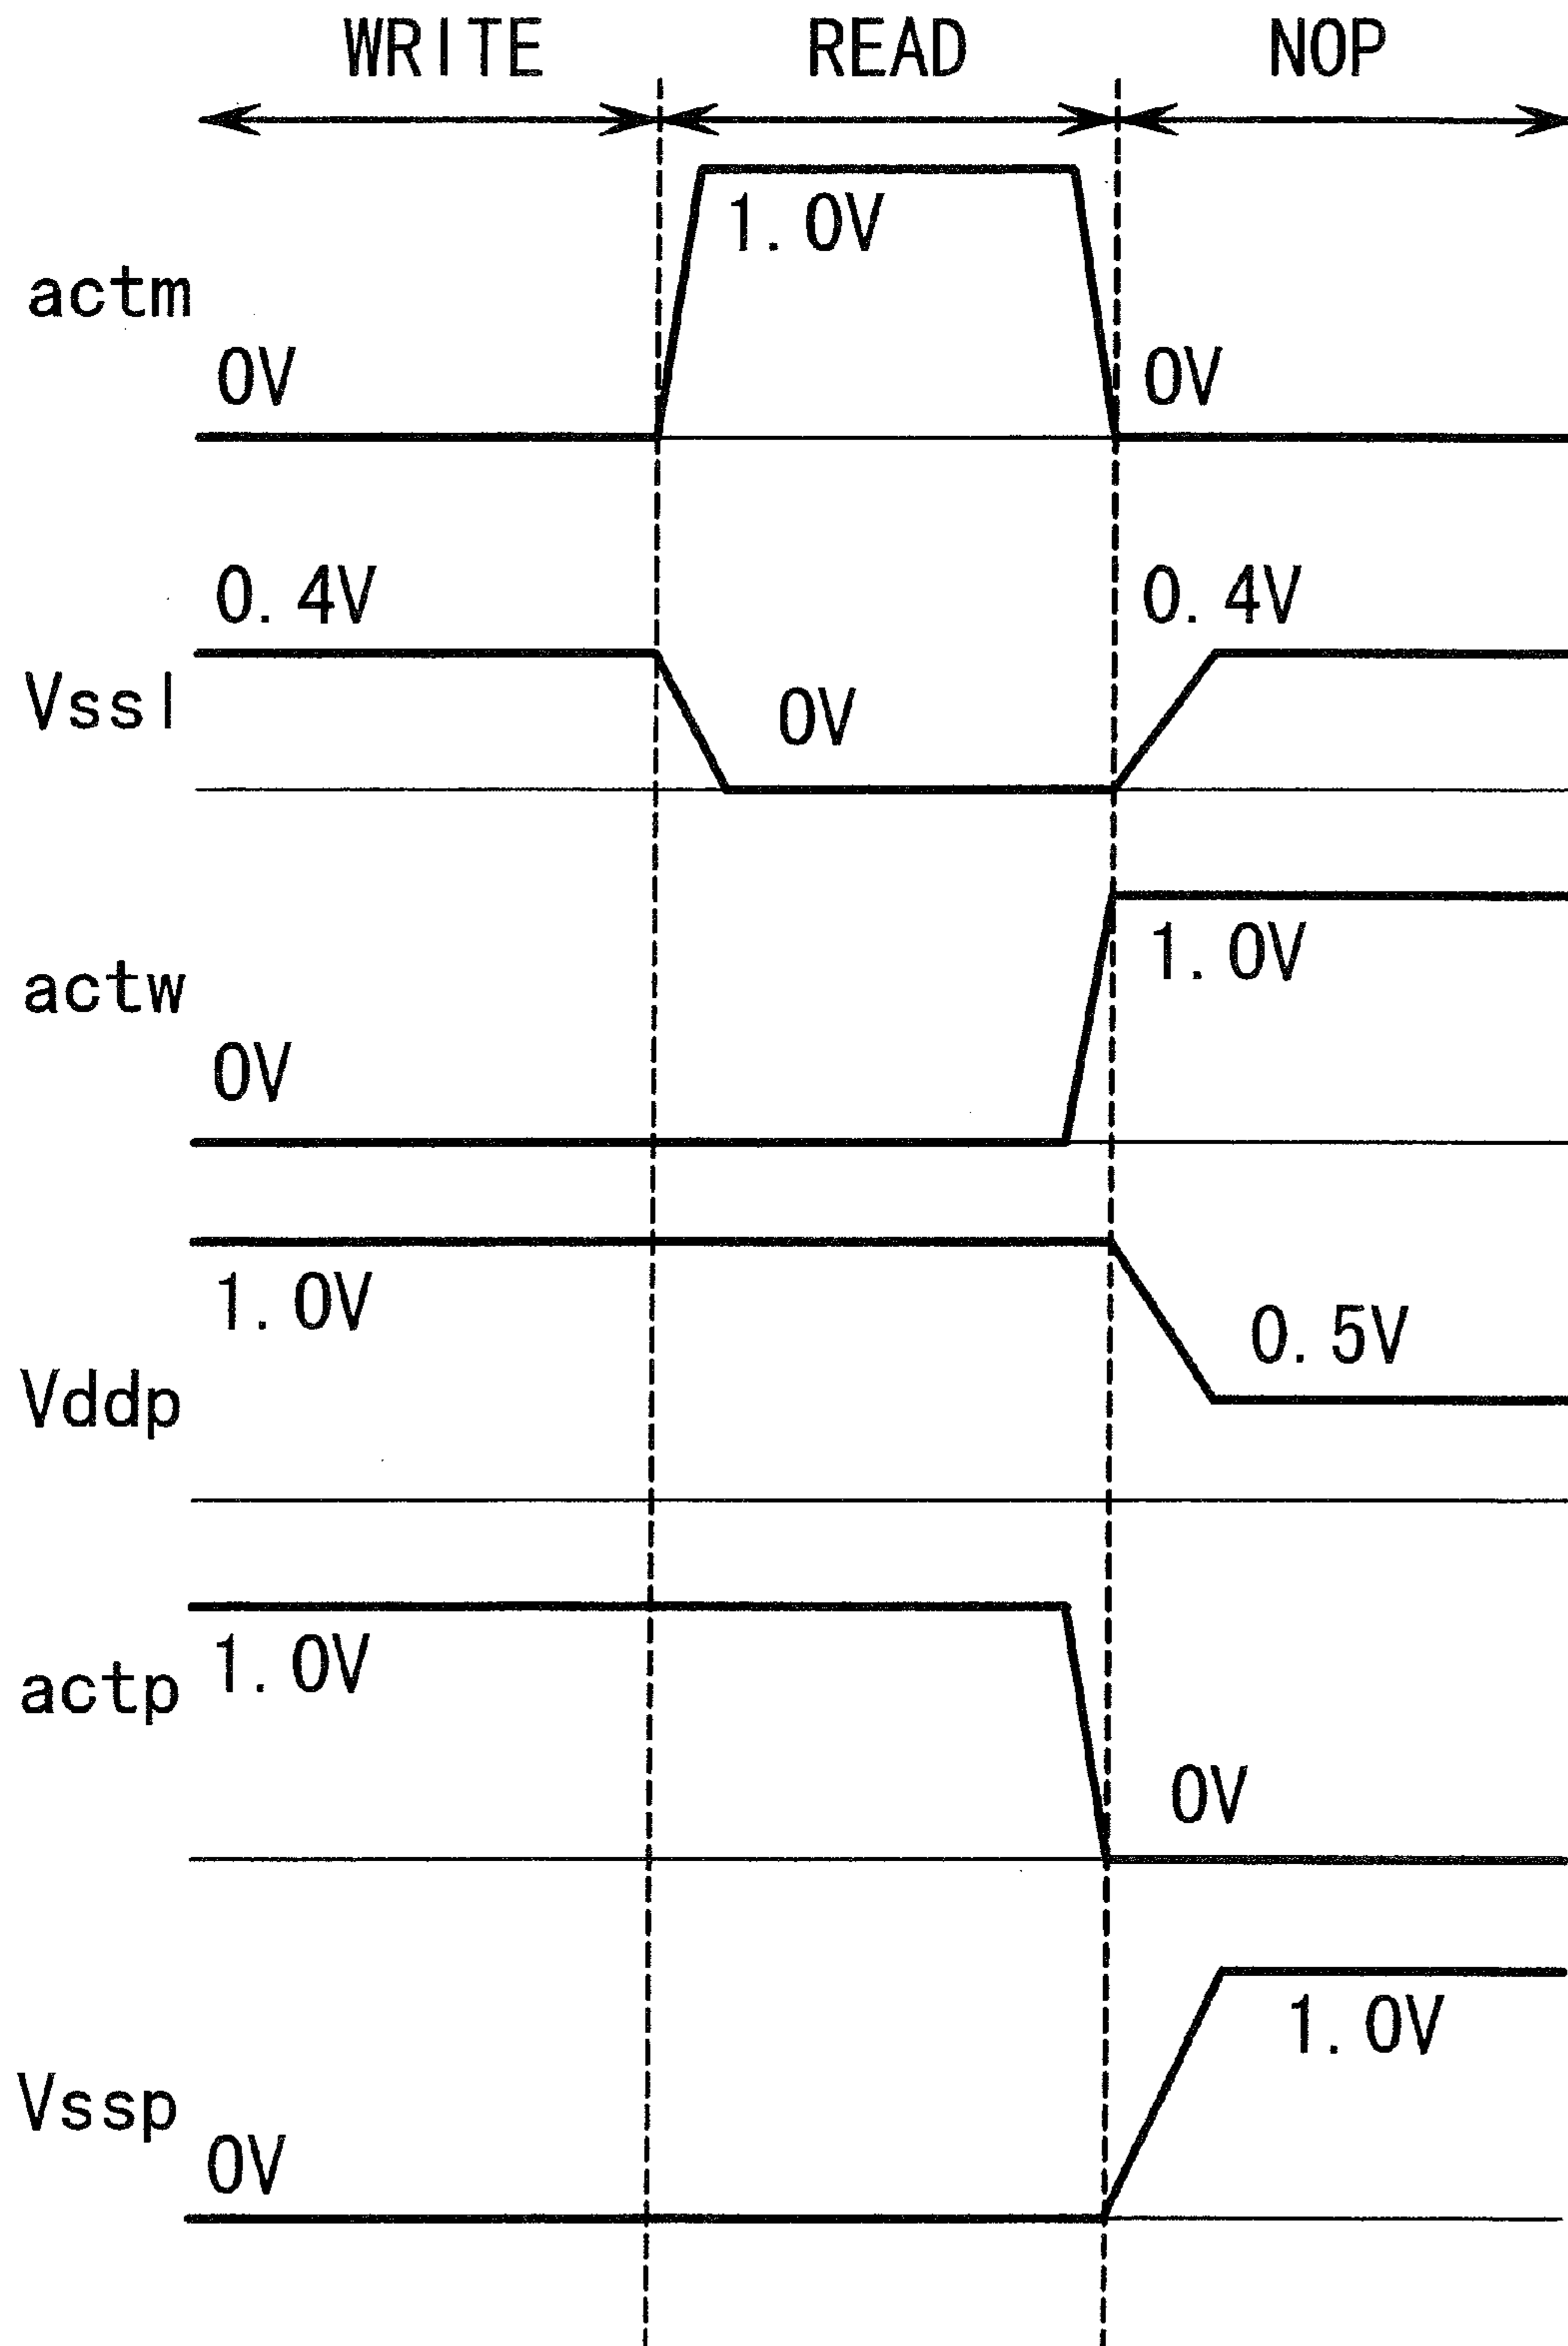 WRITE READ NOP
1.0V
actm
0V 0V
0.4V 0.4V
Vssl
0V
1.0V
actw
0V
1.0V
0.5V
Vddp
1.0V
actp
0V
1.0V
Vssp
0V